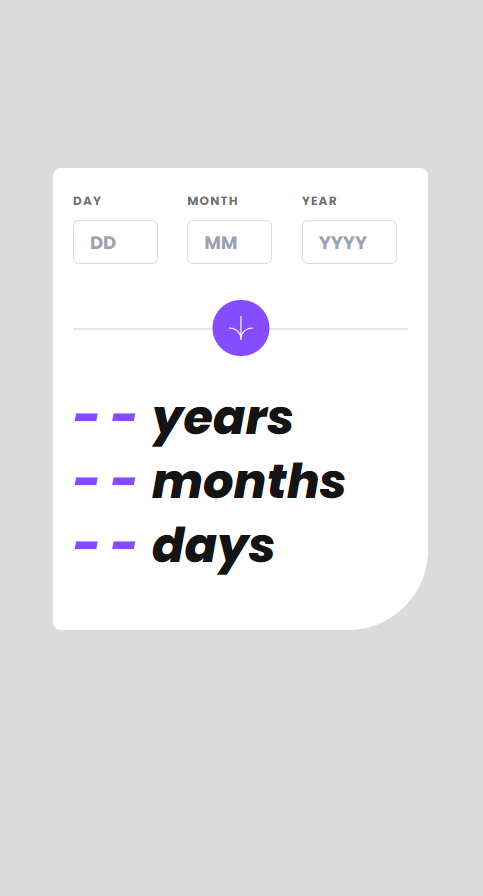 DAY MONTH YEAR
DD MM YYYY
- - years
- - months
- - days